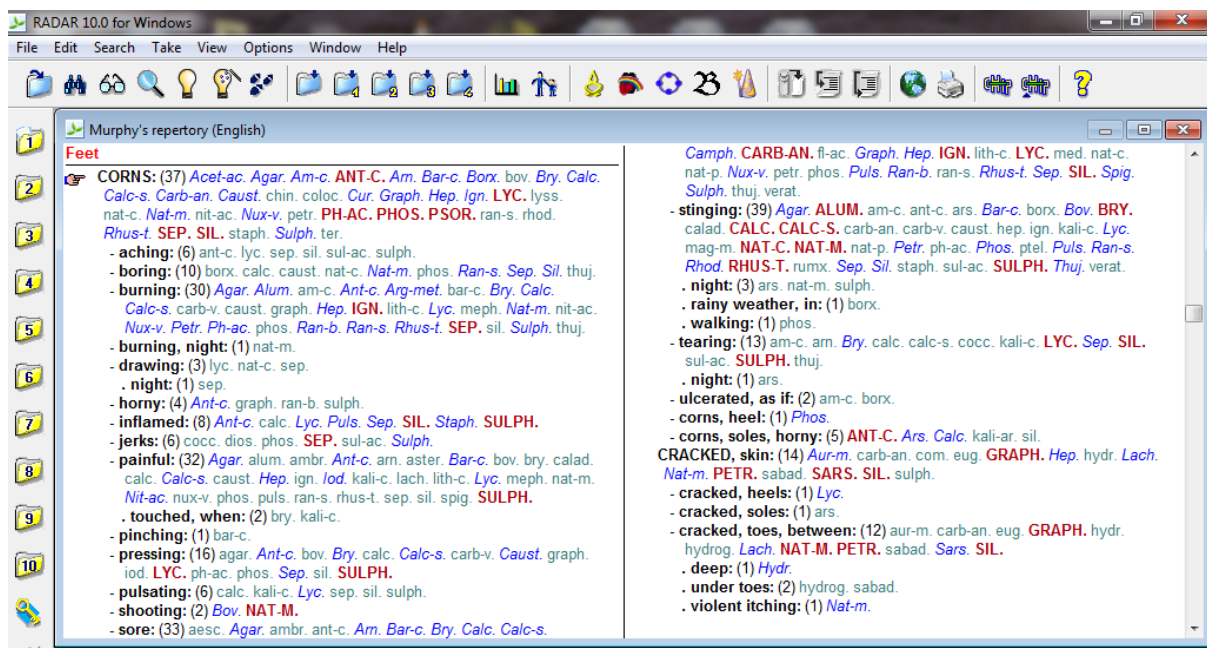 RADAR 10.0 for Windows
File Edit Search Take View Options Window Help
Murphy's repertory (English)
Feet
CORNS: (37) Acet-ac. Agar. Am-c. ANT-C. Arn. Bar-c. Borx. bov. Bry. Calc.
Calc-s. Carb-an. Caust. chin. coloc. Cur. Graph. Hep. Ign. LYC. lyss.
nat-c. Nat-m. nit-ac. Nux-v. petr. PH-AC. PHOS. PSOR. ran-s. rhod.
Rhus-t. SEP. SIL. staph. Sulph. ter.
- aching: (6) ant-c. lyc. sep. sil. sul-ac. sulph.
- boring: (10) borx. calc. caust. nat-c. Nat-m. phos. Ran-s. Sep. Sil. thuj.
- burning: (30) Agar. Alum. am-c. Ant-c. Arg-met. bar-c. Bry. Calc.
Calc-s. carb-v. caust. graph. Hep. IGN. lith-c. Lyc. meph. Nat-m. nit-ac.
Nux-v. Petr. Ph-ac. phos. Ran-b. Ran-s. Rhus-t. SEP. sil. Sulph. thuj.
- burning, night: (1) nat-m.
- drawing: (3) lyc. nat-c. sep.
. night: (1) sep.
- horny: (4) Ant-c. graph. ran-b. sulph.
- inflamed: (8) Ant-c. calc. Lyc. Puls. Sep. SIL. Staph. SULPH.
- jerks: (6) cocc. dios. phos. SEP. sul-ac. Sulph.
- painful: (32) Agar. alum. ambr. Ant-c. arn. aster. Bar-c. bov. bry. calad.
calc. Calc-s. caust. Hep. ign. Iod. kali-c. lach. lith-c. Lyc. meph. nat-m.
Nit-ac. nux-v. phos. puls. ran-s. rhus-t. sep. sil. spig. SULPH.
. touched, when: (2) bry. kali-c.
- pinching: (1) bar-c.
- pressing: (16) agar. Ant-c. bov. Bry. calc. Calc-s. carb-v. Caust. graph.
iod. LYC. ph-ac. phos. Sep. sil. SULPH.
- pulsating: (6) calc. kali-c. Lyc. sep. sil. sulph.
- shooting: (2) Bov. NAT-M.
- sore: (33) aesc. Agar. ambr. ant-c. Arn. Bar-c. Bry. Calc. Calc-s.
Camph. CARB-AN. fl-ac. Graph. Hep. IGN. lith-c. LYC. med. nat-c.
nat-p. Nux-v. petr. phos. Puls. Ran-b. ran-s. Rhus-t. Sep. SIL. Spig.
Sulph. thuj. verat.
- stinging: (39) Agar. ALUM. am-c. ant-c. ars. Bar-c. borx. Bov. BRY.
calad. CALC. CALC-S. carb-an. carb-v. caust. hep. ign. kali-c. Lyc.
mag-m. NAT-C. NAT-M. nat-p. Petr. ph-ac. Phos. ptel. Puls. Ran-s.
Rhod. RHUS-T. rumx. Sep. Sil. staph. sul-ac. SULPH. Thuj. verat.
. night: (3) ars. nat-m. sulph.
. rainy weather, in: (1) borx.
. walking: (1) phos.
- tearing: (13) am-c. arn. Bry. calc. calc-s. cocc. kali-c. LYC. Sep. SIL.
sul-ac. SULPH. thuj.
. night: (1) ars.
- ulcerated, as if: (2) am-c. borx.
- corns, heel: (1) Phos.
- corns, soles, horny: (5) ANT-C. Ars. Calc. kali-ar. sil.
CRACKED, skin: (14) Aur-m. carb-an. com. eug. GRAPH. Hep. hydr. Lach.
Nat-m. PETR. sabad. SARS. SIL. sulph.
- cracked, heels: (1) Lyc.
- cracked, soles: (1) ars.
- cracked, toes, between: (12) aur-m. carb-an. eug. GRAPH. hydr.
hydrog. Lach. NAT-M. PETR. sabad. Sars. SIL.
. deep: (1) Hydr.
. under toes: (2) hydrog. sabad.
. violent itching: (1) Nat-m.
1
2
3
4
5
6
7
8
9
10